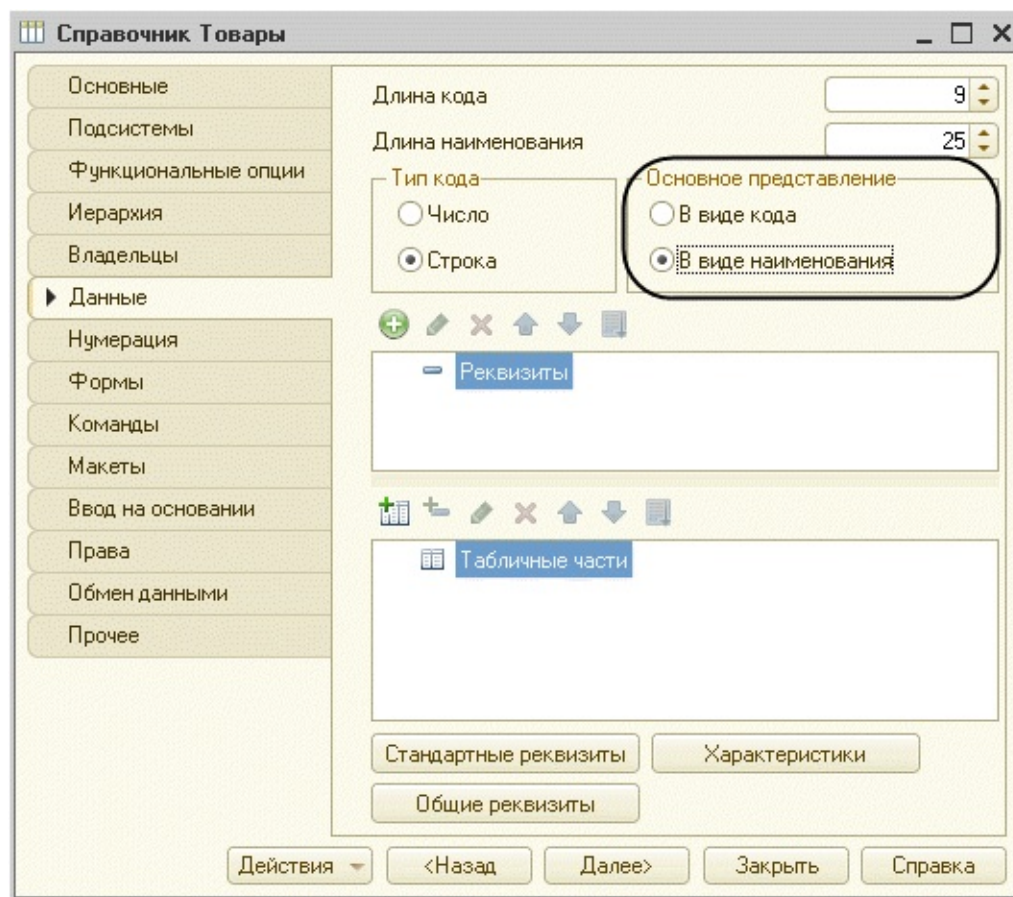 Справочник Товары
Основные
Подсистемы
Функциональные опции
Иерархия
Владельцы
Данные
Нумерация
Формы
Команды
Макеты
Ввод на основании
Права
Обмен данными
Прочее
Длина кода 9
Длина наименования 25
Тип кода
Число
Строка
Основное представление
В виде кода
В виде наименования
Реквизиты
Табличные части
Стандартные реквизиты Характеристики
Общие реквизиты
Действия <Назад Далее> Закрыть Справка